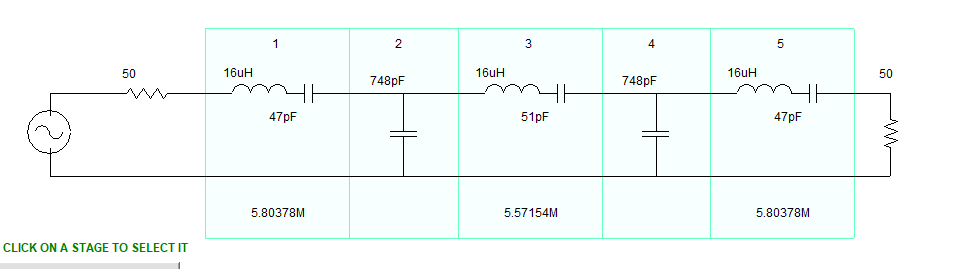 1 2 3 4 5
50 16uH 748pF 16uH 748pF 16uH 50
47pF 51pF 47pF
5.80378M 5.57154M 5.80378M
CLICK ON A STAGE TO SELECT IT